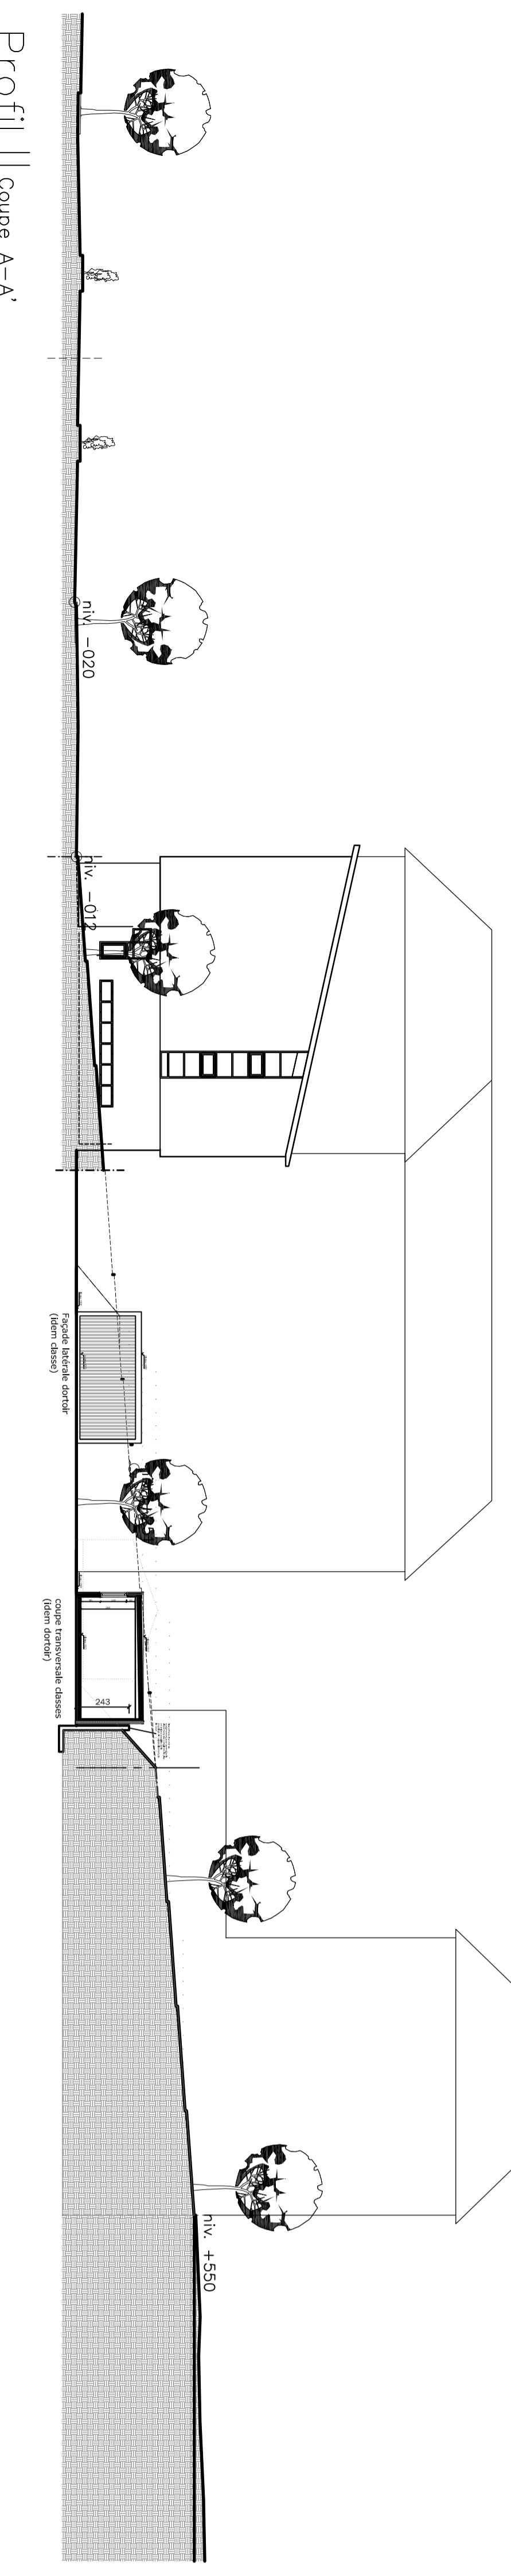 Profil || Coupe A-A'
niv. -020
niv. -012
Façade latérale dortoir
(idem classe)
coupe transversale classes
(idem dortoir)
243
niv. +550